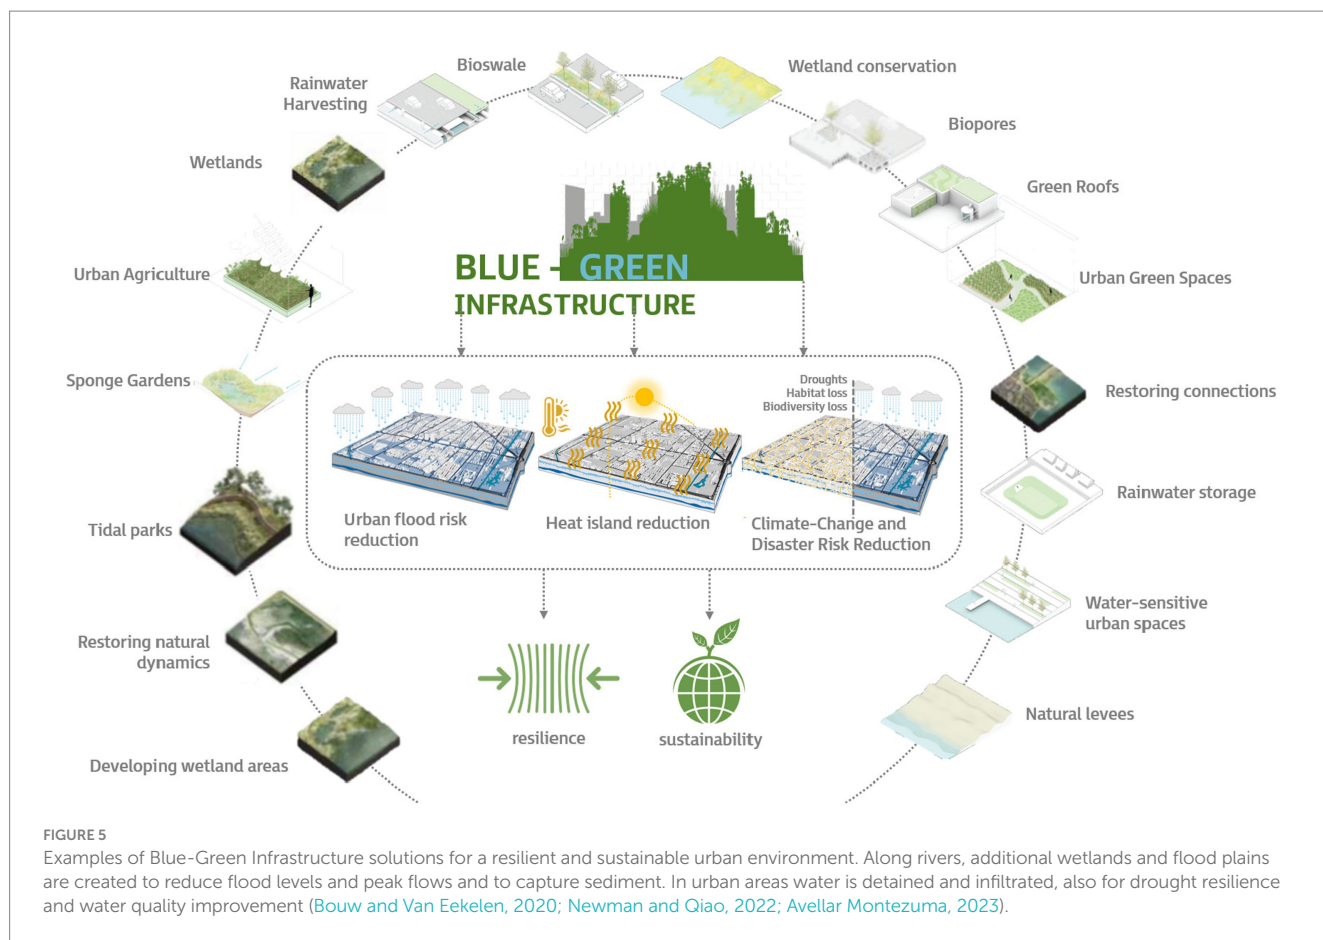 Bioswale
Wetland conservation
Rainwater
Harvesting
Biopores
Wetlands
Green Roofs
Urban Agriculture
Urban Green Spaces
BLUE - GREEN
INFRASTRUCTURE
Sponge Gardens
Restoring connections
Droughts
Habitat loss
Biodiversity loss
Urban flood risk
reduction
Heat island reduction
Climate-Change and
Disaster Risk Reduction
Tidal parks
Rainwater storage
Restoring natural
dynamics
Water-sensitive
urban spaces
resilience
sustainability
Natural levees
Developing wetland areas
FIGURE 5
Examples of Blue-Green Infrastructure solutions for a resilient and sustainable urban environment. Along rivers, additional wetlands and flood plains
are created to reduce flood levels and peak flows and to capture sediment. In urban areas water is detained and infiltrated, also for drought resilience
and water quality improvement (Bouw and Van Eekelen, 2020; Newman and Qiao, 2022; Avellar Montezuma, 2023).